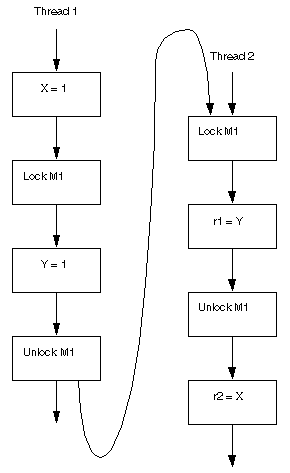 Thread 1
X = 1
Lock M1
Y = 1
Unlock M1
Thread 2
Lock M1
r1 = Y
Unlock M1
r2 = X